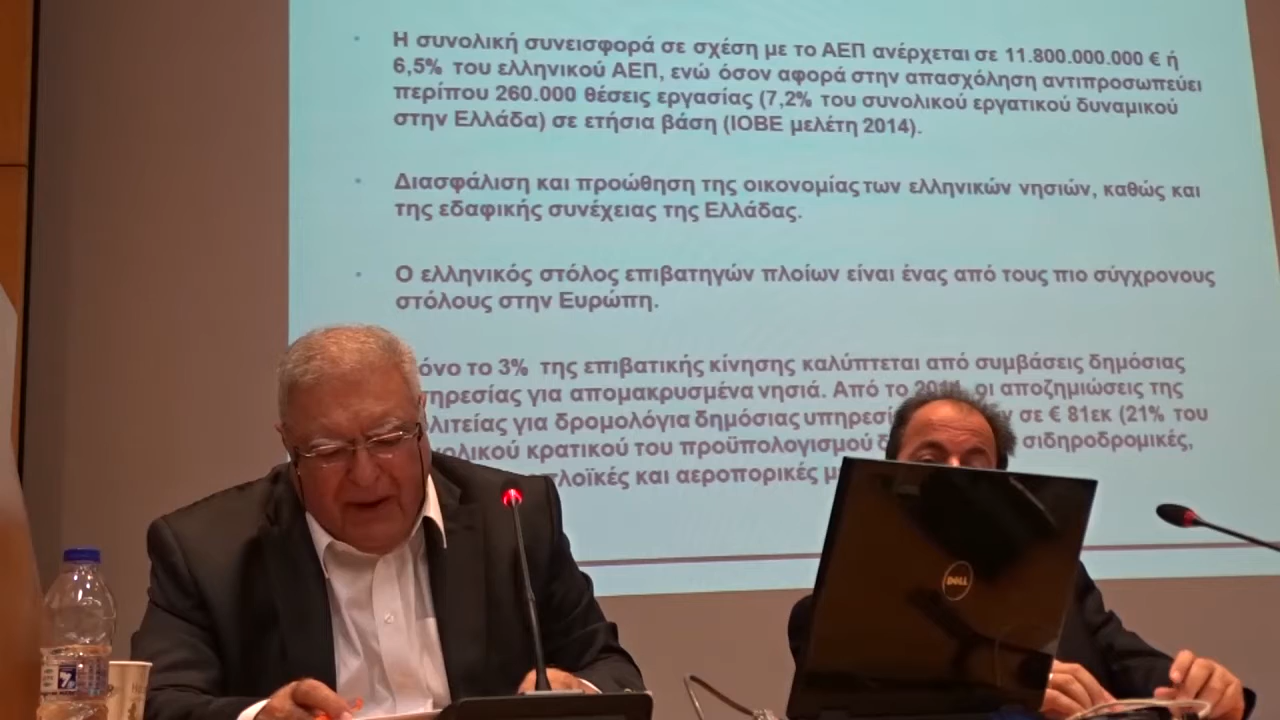 Η συνολική συνεισφορά σε σχέση με το ΑΕΠ ανέρχεται σε 11.800.000.000 € ή
6,5% του ελληνικού ΑΕΠ, ενώ όσον αφορά στην απασχόληση αντιπροσωπεύει
περίπου 260.000 θέσεις εργασίας (7,2% του συνολικού εργατικού δυναμικού
στην Ελλάδα) σε ετήσια βάση (ΙΟΒΕ μελέτη 2014).
Διασφάλιση και προώθηση της οικονομίας των ελληνικών νησιών, καθώς και
της εδαφικής συνέχειας της Ελλάδας.
Ο ελληνικός στόλος επιβατηγών πλοίων είναι ένας από τους πιο σύγχρονους
στόλους στην Ευρώπη.
όνο το 3% της επιβατικής κίνησης καλύπτεται από συμβάσεις δημόσιας
ηρεσίας για απομακρυσμένα νησιά. Από το οι αποζημιώσεις της
λιτείας για δρομολόγια δημόσιας υπηρεσί ν σε € 81εκ (21% του
ολικού κρατικού του προϋπολογισμού σιδηροδρομικές,
πλοϊκές και αεροπορικές μ
DELL